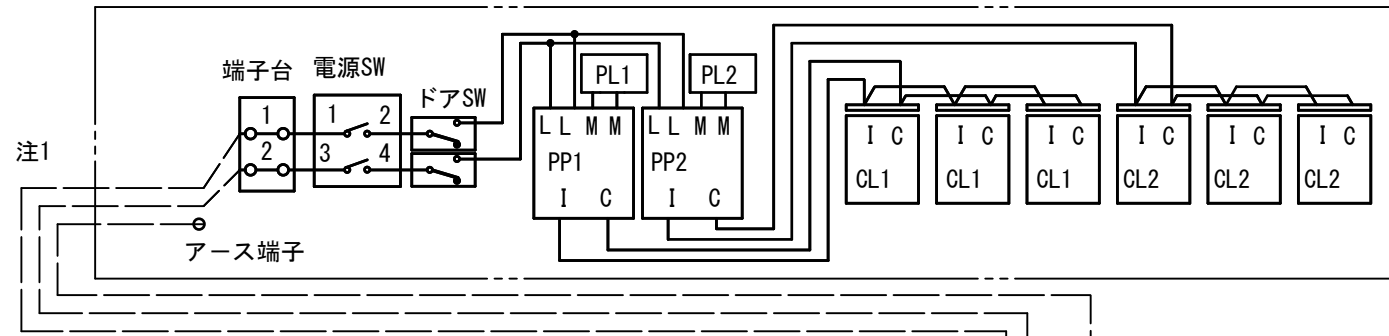 端子台 電源SW
ドアSW
PL1 PL2
1 1 2
2 3 4
L L M M L L M M
PP1 PP2
I C I C
I C I C I C I C I C I C
CL1 CL1 CL1 CL2 CL2 CL2
注1
アース端子